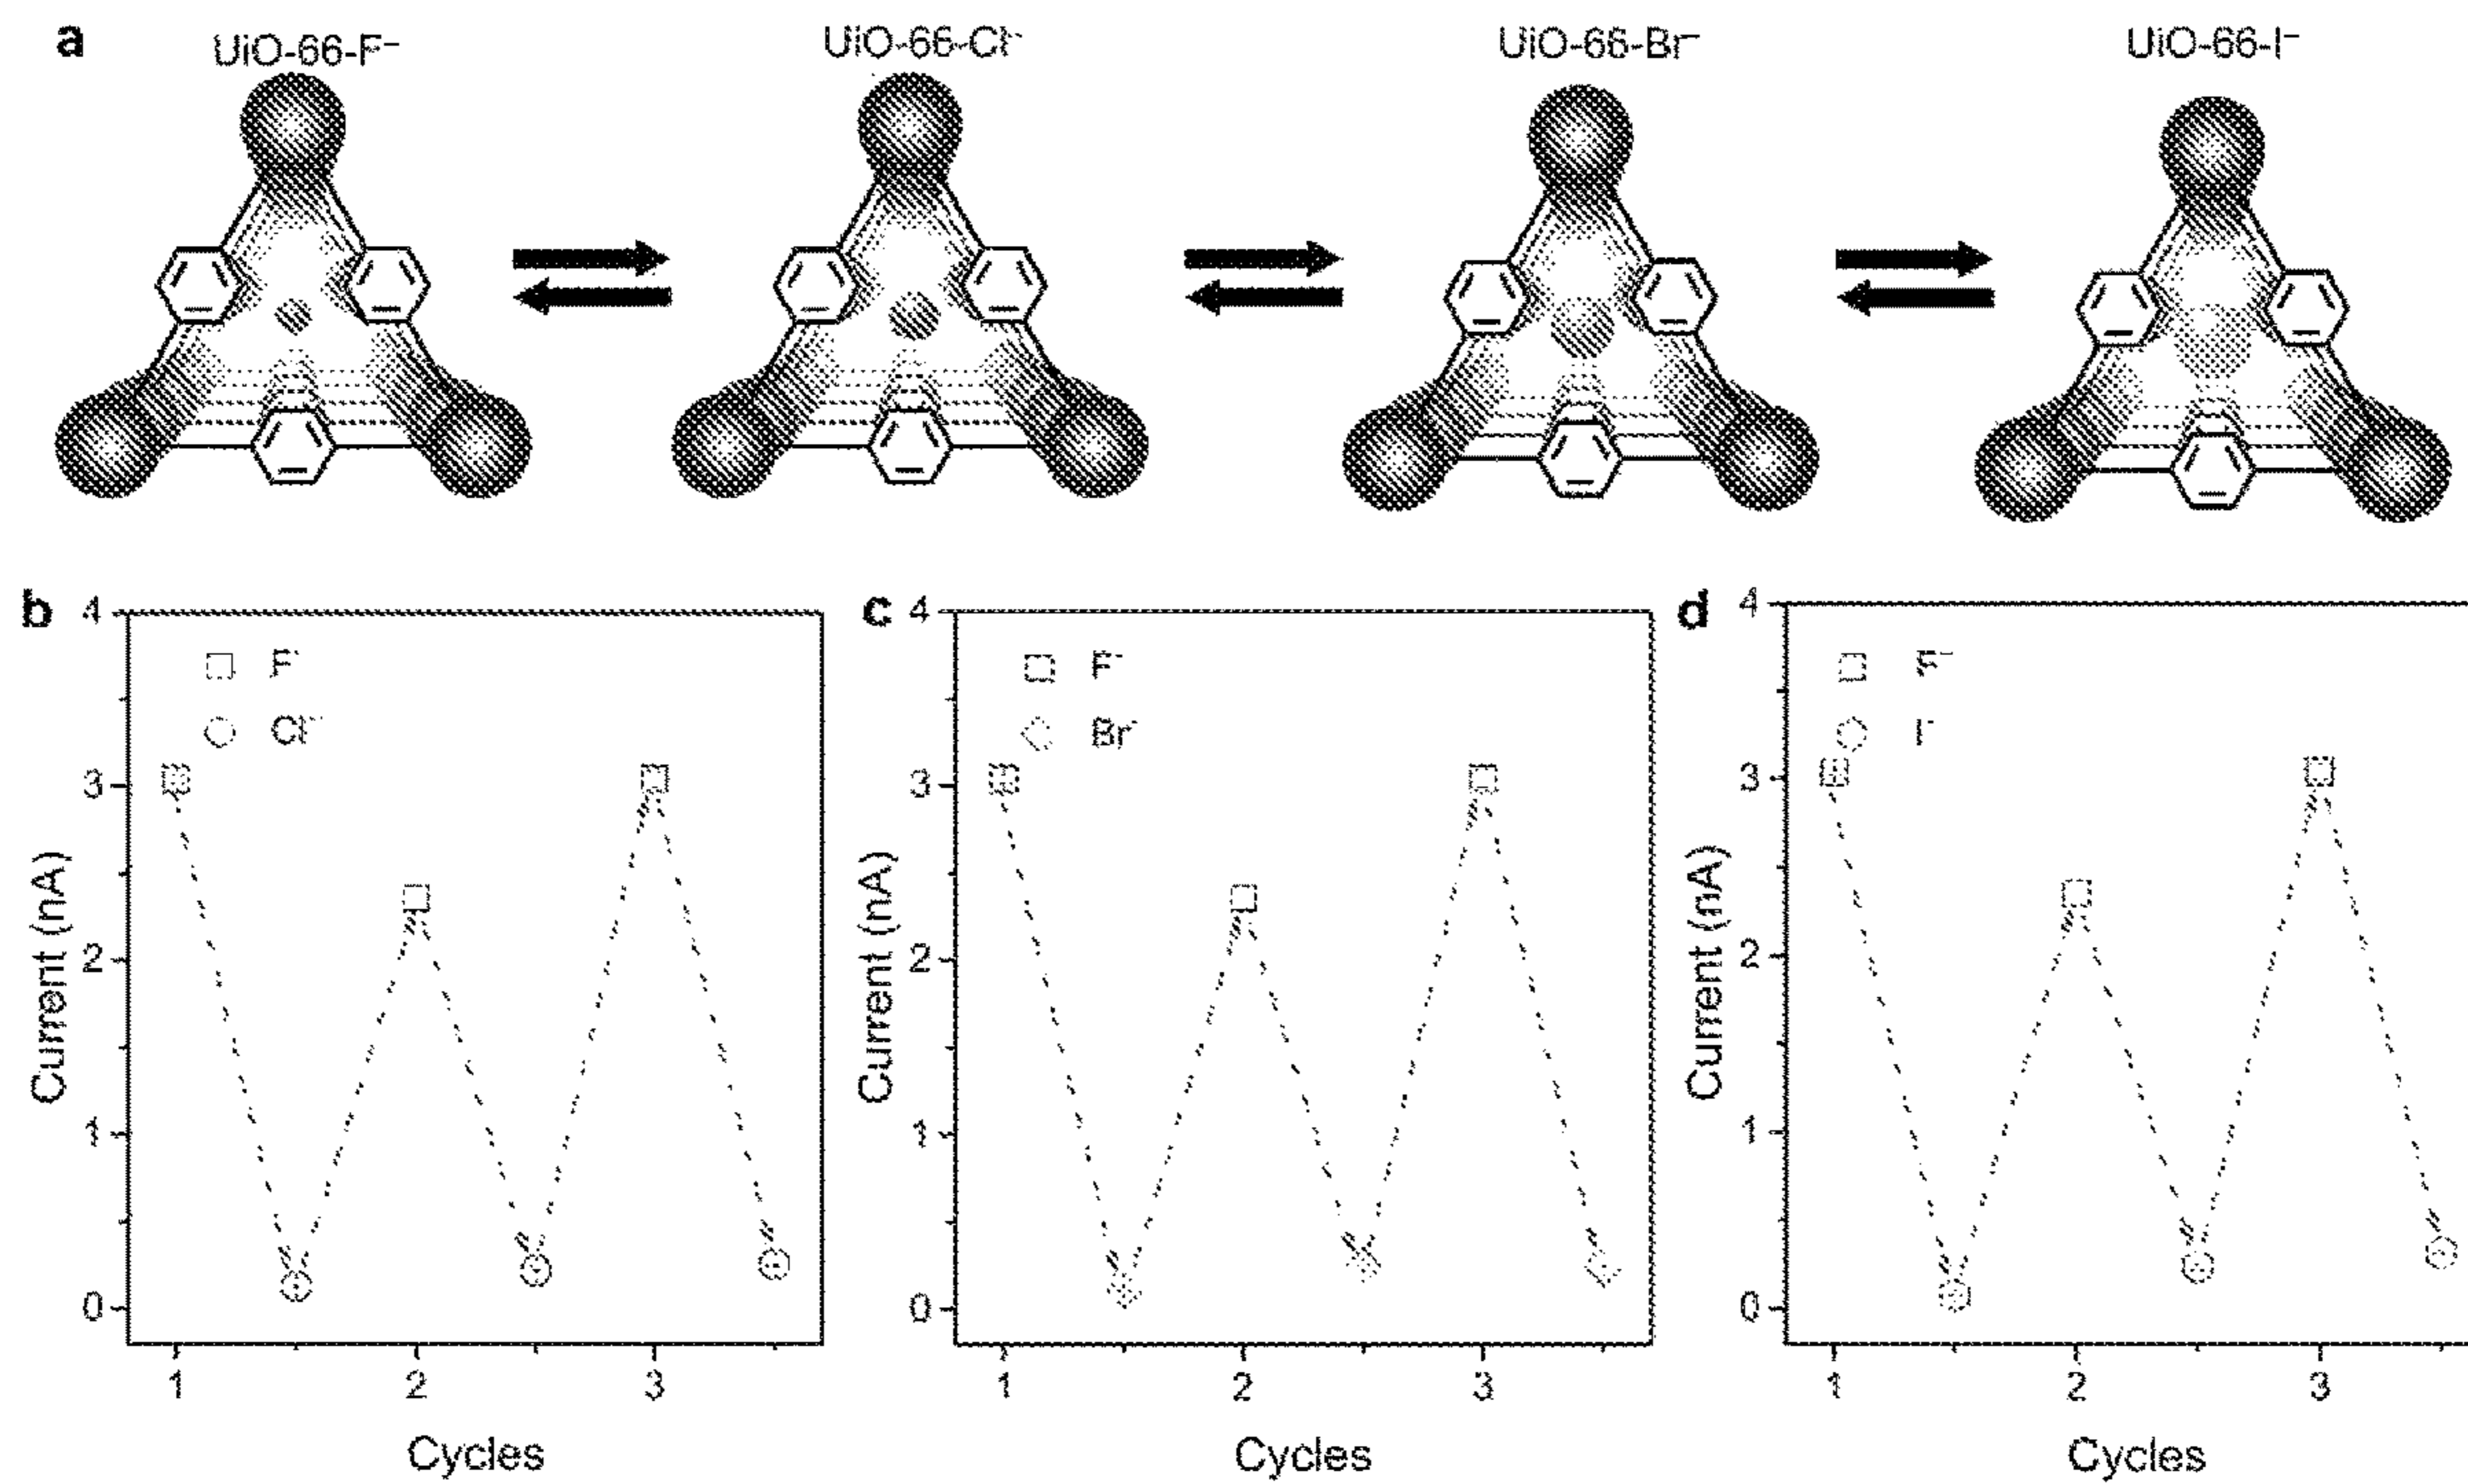 a
UiO-66-F⁻
UiO-66-Cl⁻
UiO-66-Br⁻
UiO-66-I⁻
b
4
3
2
1
0
Current (nA)
F⁻
Cl⁻
1 2 3
Cycles
c
4
3
2
1
0
Current (nA)
F⁻
Br⁻
1 2 3
Cycles
d
4
3
2
1
0
Current (nA)
F⁻
I⁻
1 2 3
Cycles